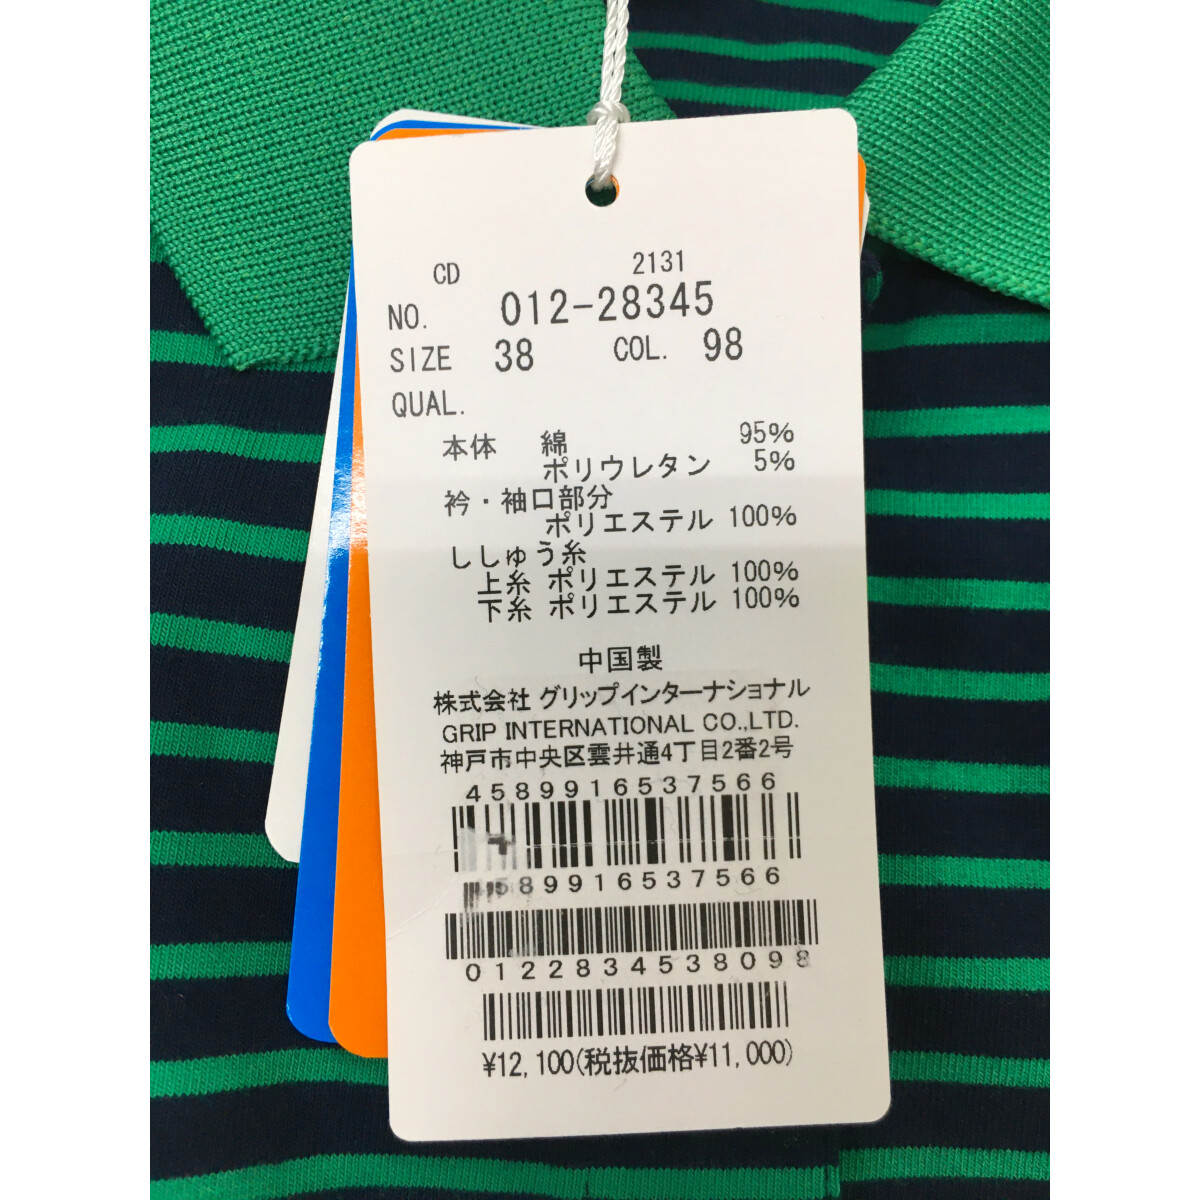 CD 2131
NO. 012-28345
SIZE 38 COL. 98
QUAL.
本体 綿 95%
ポリウレタン 5%
衿・袖口部分
ポリエステル 100%
ししゅう糸
上糸 ポリエステル 100%
下糸 ポリエステル 100%
中国製
株式会社 グリップインターナショナル
GRIP INTERNATIONAL CO.,LTD.
神戸市中央区雲井通4丁目2番2号
4589916537566
589916537566
0122834538098
¥12,100(税抜価格¥11,000)